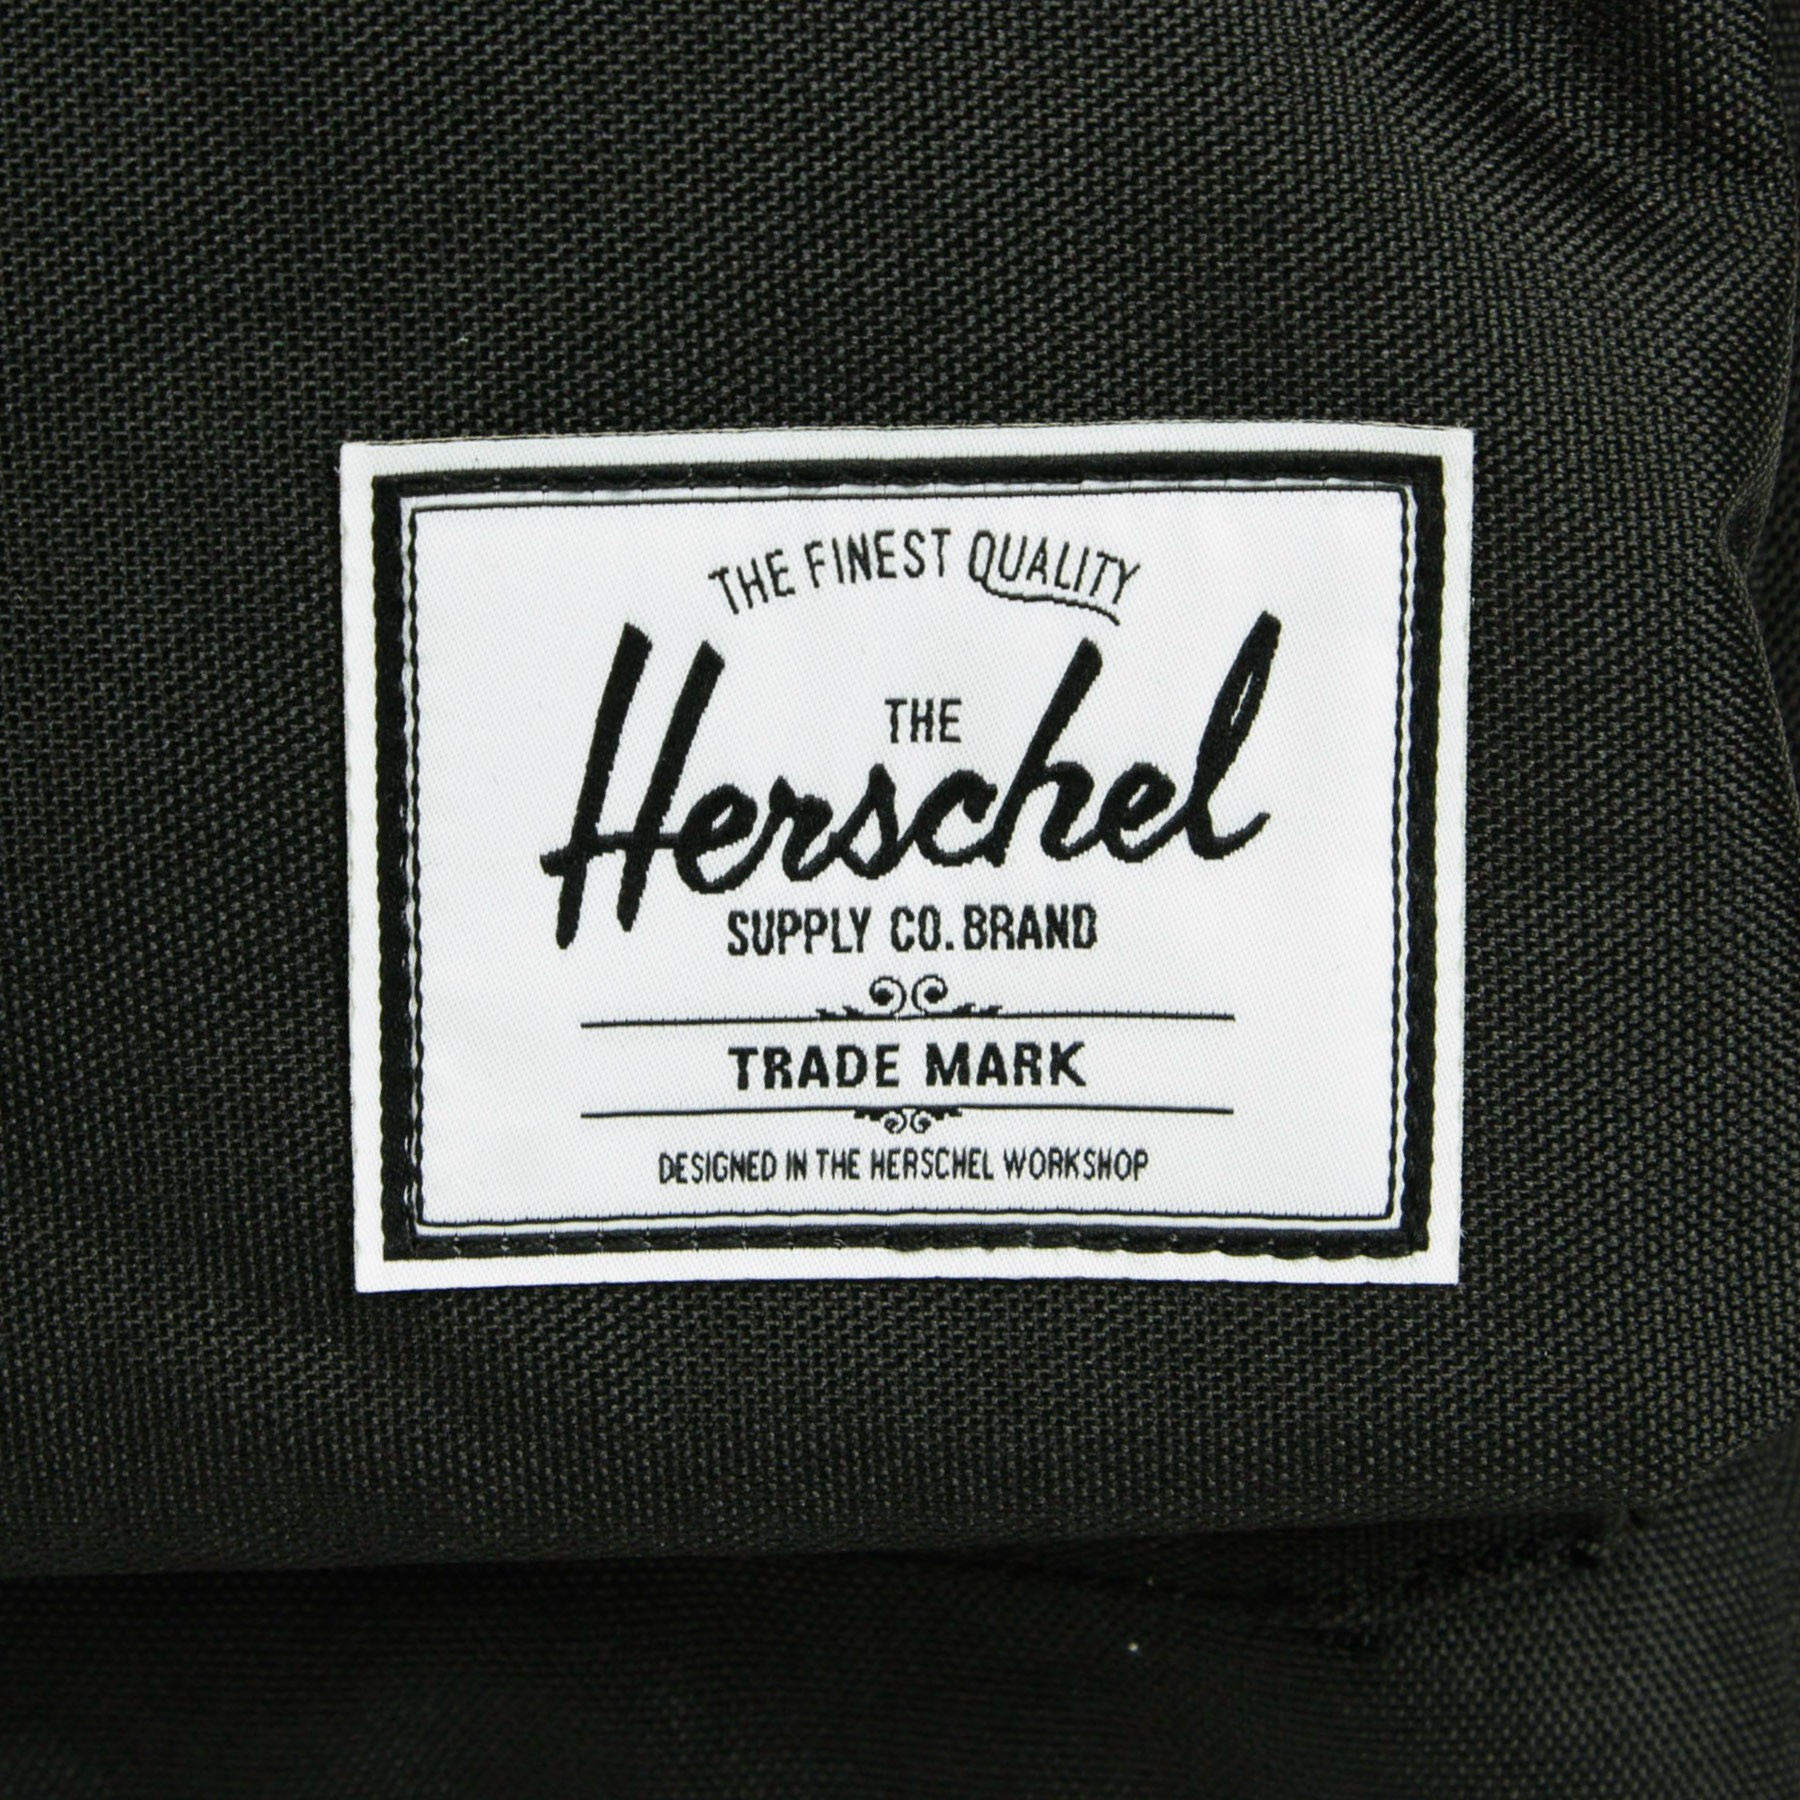 THE FINEST QUALITY
THE
Herschel
SUPPLY CO. BRAND
TRADE MARK
DESIGNED IN THE HERSCHEL WORKSHOP